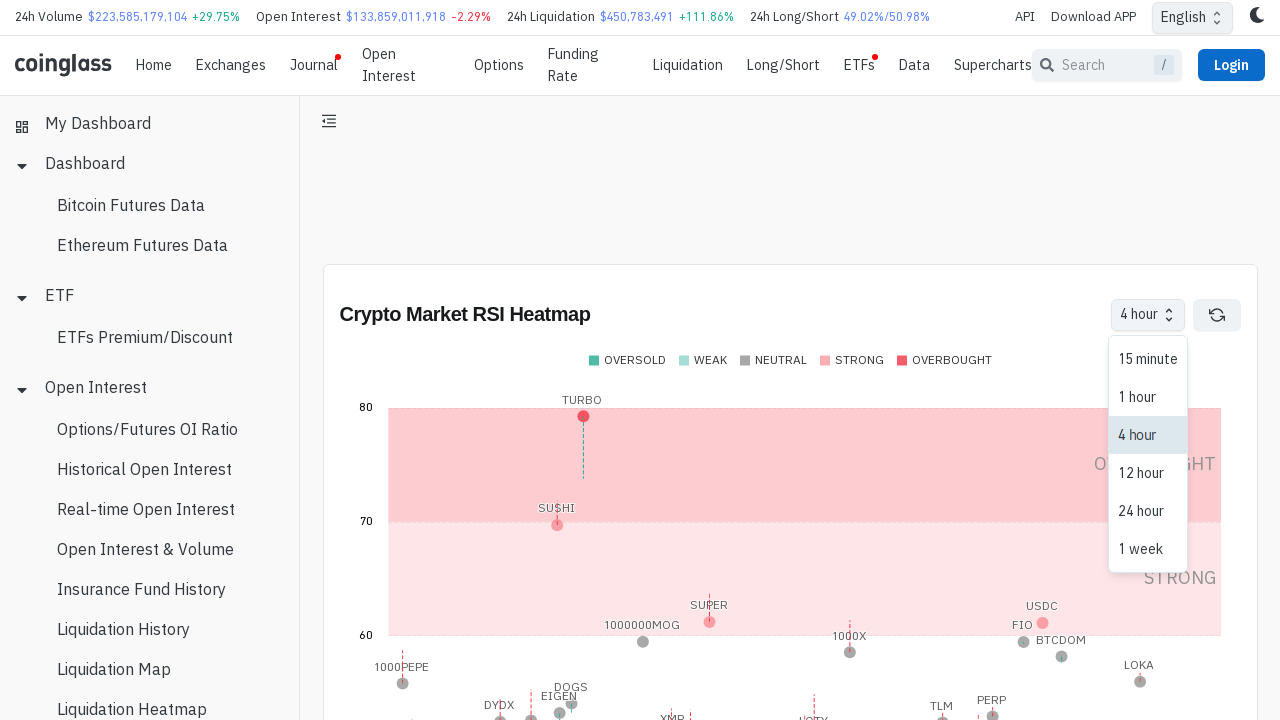 24h Volume $223,585,179,104 +29.75% Open Interest $133,859,011,918 -2.29% 24h Liquidation $450,783,491 +111.86% 24h Long/Short 49.02%/50.98% API Download APP English
coinglass Home Exchanges Journal Open Interest Options Funding Rate Liquidation Long/Short ETFs Data Supercharts Search / Login
My Dashboard
Dashboard
Bitcoin Futures Data
Ethereum Futures Data
ETF
ETFs Premium/Discount
Open Interest
Options/Futures OI Ratio
Historical Open Interest
Real-time Open Interest
Open Interest & Volume
Insurance Fund History
Liquidation History
Liquidation Map
Liquidation Heatmap
Crypto Market RSI Heatmap
4 hour
15 minute
1 hour
4 hour
12 hour
24 hour
1 week
OVERSOLD WEAK NEUTRAL STRONG OVERBOUGHT
TURBO
80
SUSHI
70
STRONG
SUPER
USDC
1000000MOG
FIO
60
1000X
BTCDOM
1000PEPE
LOKA
DOGS
EIGEN
DYDX
PERP
TLM